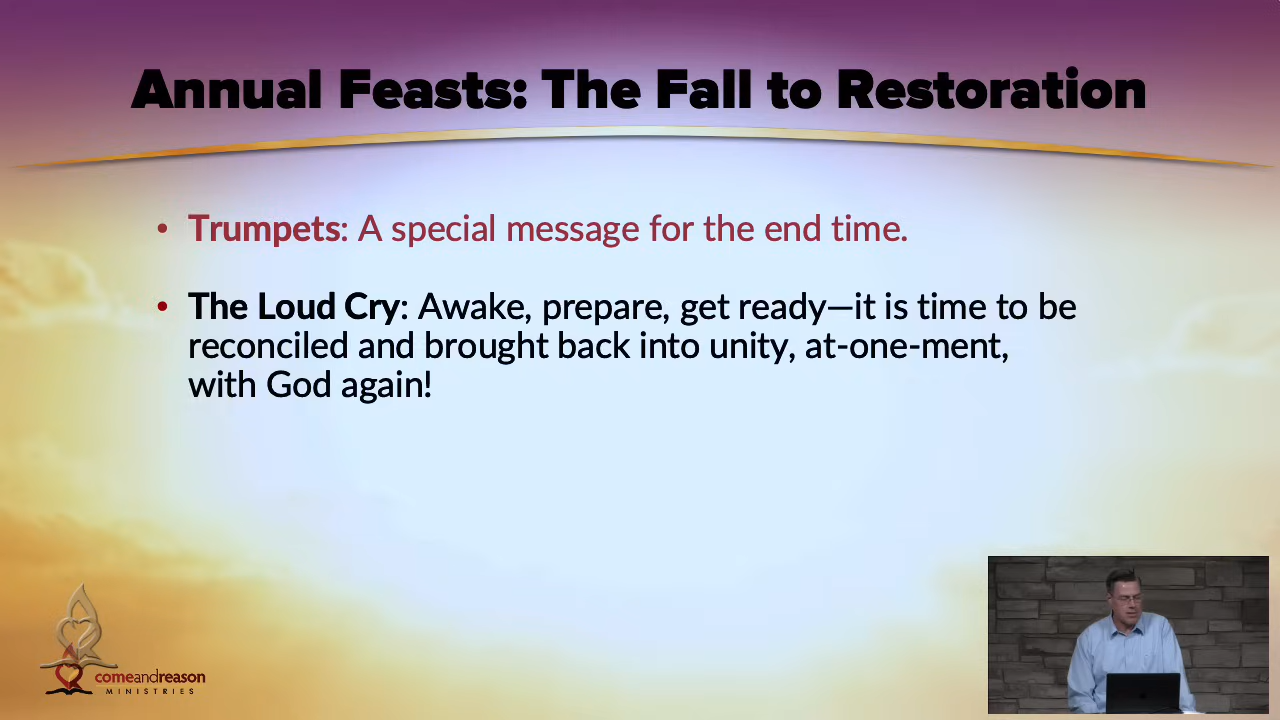 Annual Feasts: The Fall to Restoration
• Trumpets: A special message for the end time.
• The Loud Cry: Awake, prepare, get ready—it is time to be
reconciled and brought back into unity, at-one-ment,
with God again!
comeandreason
MINISTRIES